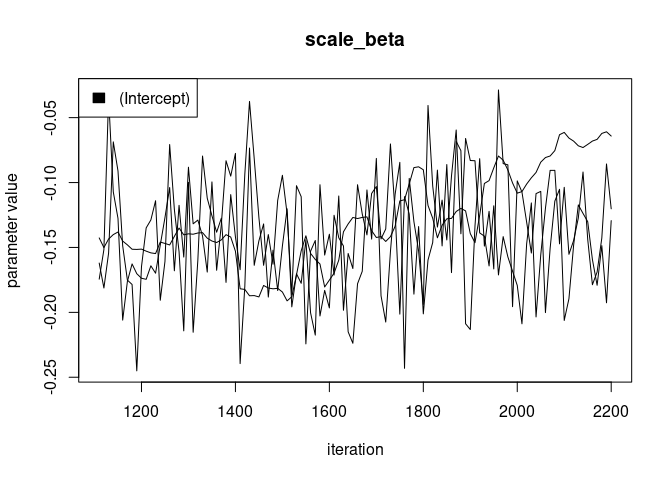 scale_beta
(Intercept)
parameter value
-0.05
-0.10
-0.15
-0.20
-0.25
1200 1400 1600 1800 2000 2200
iteration